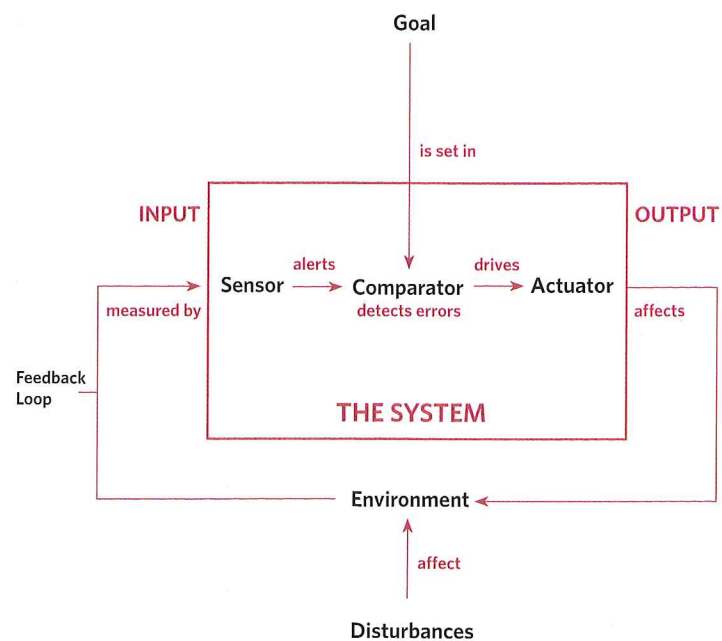 Goal
is set in
INPUT
OUTPUT
alerts
drives
Sensor
Comparator
Actuator
measured by
detects errors
affects
Feedback
Loop
THE SYSTEM
Environment
affect
Disturbances